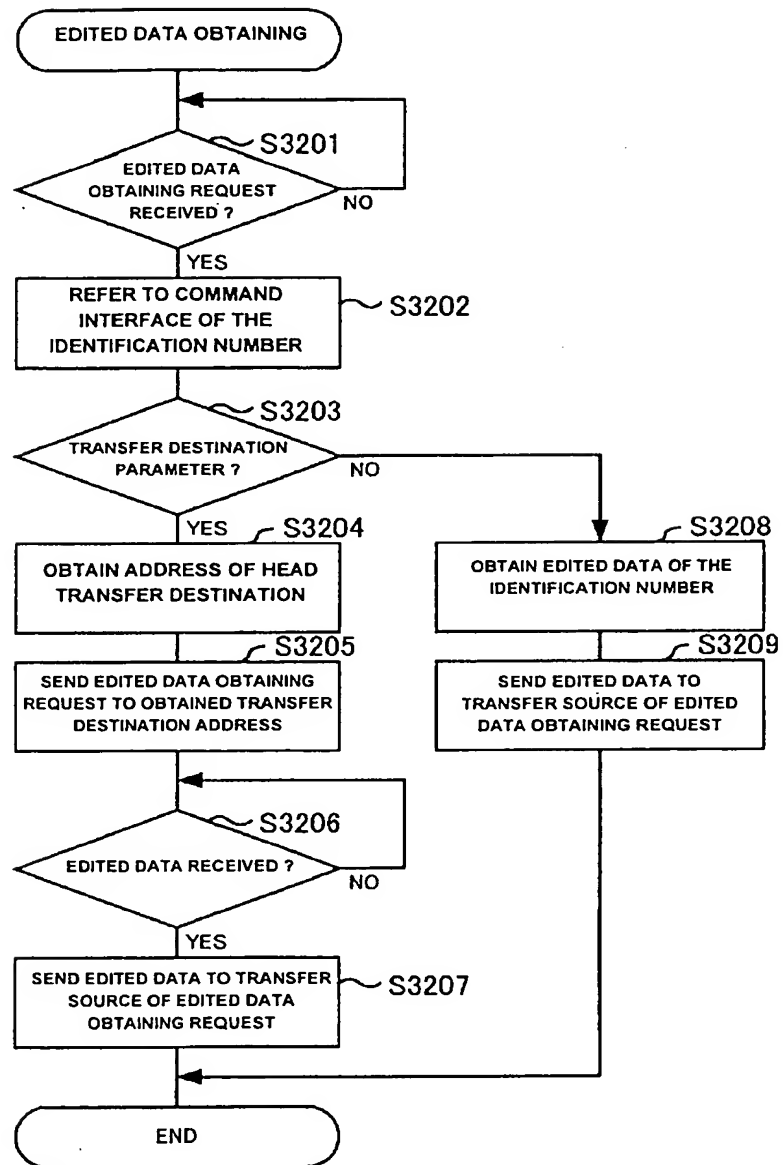 EDITED DATA OBTAINING
S3201
EDITED DATA
OBTAINING REQUEST
RECEIVED ?
NO
YES
REFER TO COMMAND
INTERFACE OF THE
IDENTIFICATION NUMBER
S3202
S3203
TRANSFER DESTINATION
PARAMETER ?
NO
YES
S3204
OBTAIN ADDRESS OF HEAD
TRANSFER DESTINATION
S3208
OBTAIN EDITED DATA OF THE
IDENTIFICATION NUMBER
S3205
SEND EDITED DATA OBTAINING
REQUEST TO OBTAINED TRANSFER
DESTINATION ADDRESS
S3209
SEND EDITED DATA TO
TRANSFER SOURCE OF EDITED
DATA OBTAINING REQUEST
S3206
EDITED DATA RECEIVED ?
NO
YES
SEND EDITED DATA TO TRANSFER
SOURCE OF EDITED DATA
OBTAINING REQUEST
S3207
END